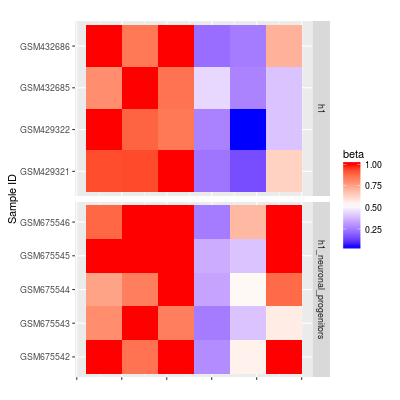 GSM432686
GSM432685
GSM429322
GSM429321
h1
Sample ID
GSM675546
GSM675545
GSM675544
GSM675543
GSM675542
h1_neuronal_progenitors
beta
1.00
0.75
0.50
0.25